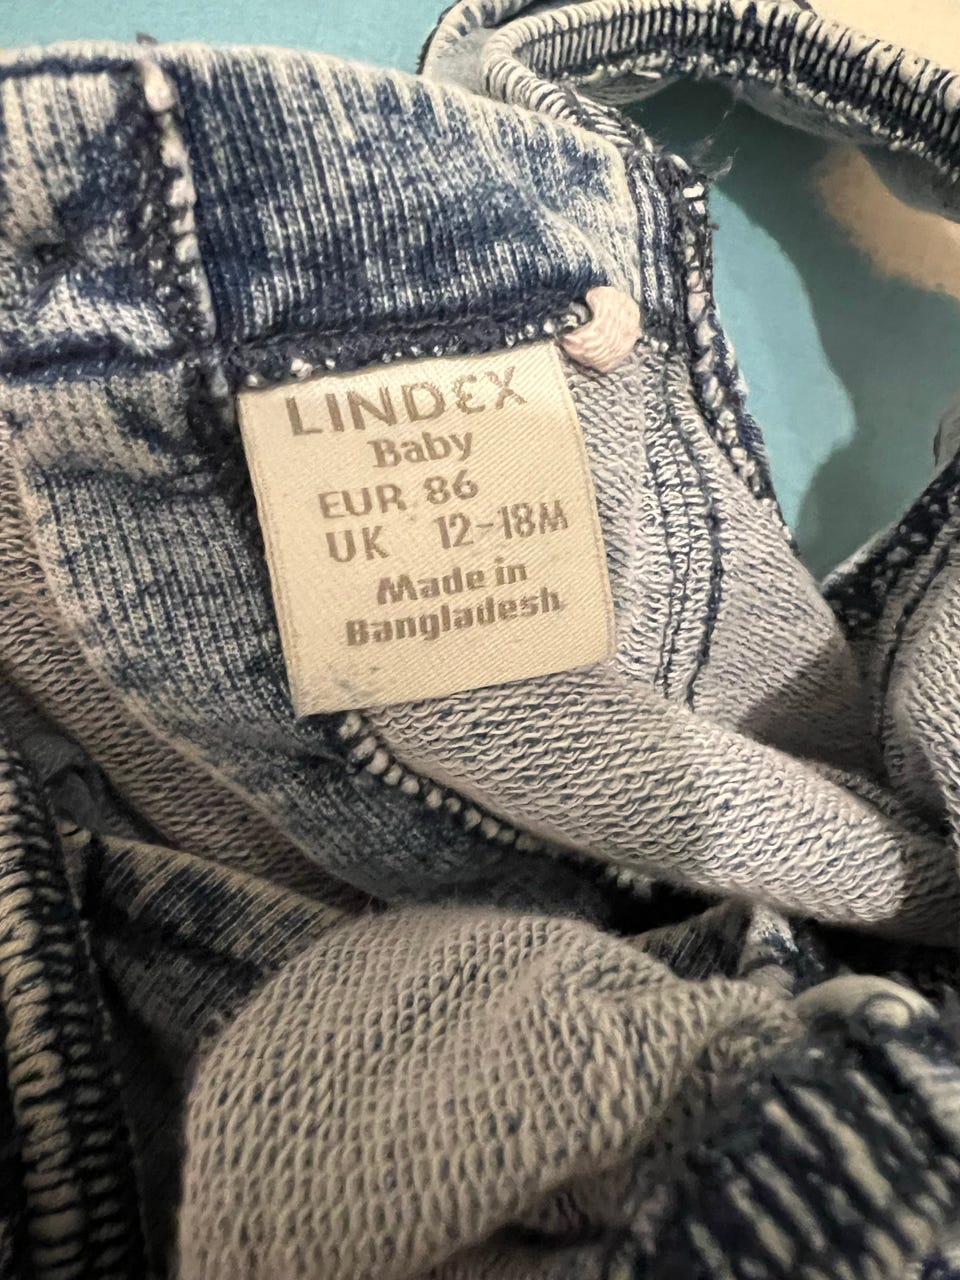 LINDEX
Baby
EUR 86
UK 12-18M
Made in
Bangladesh